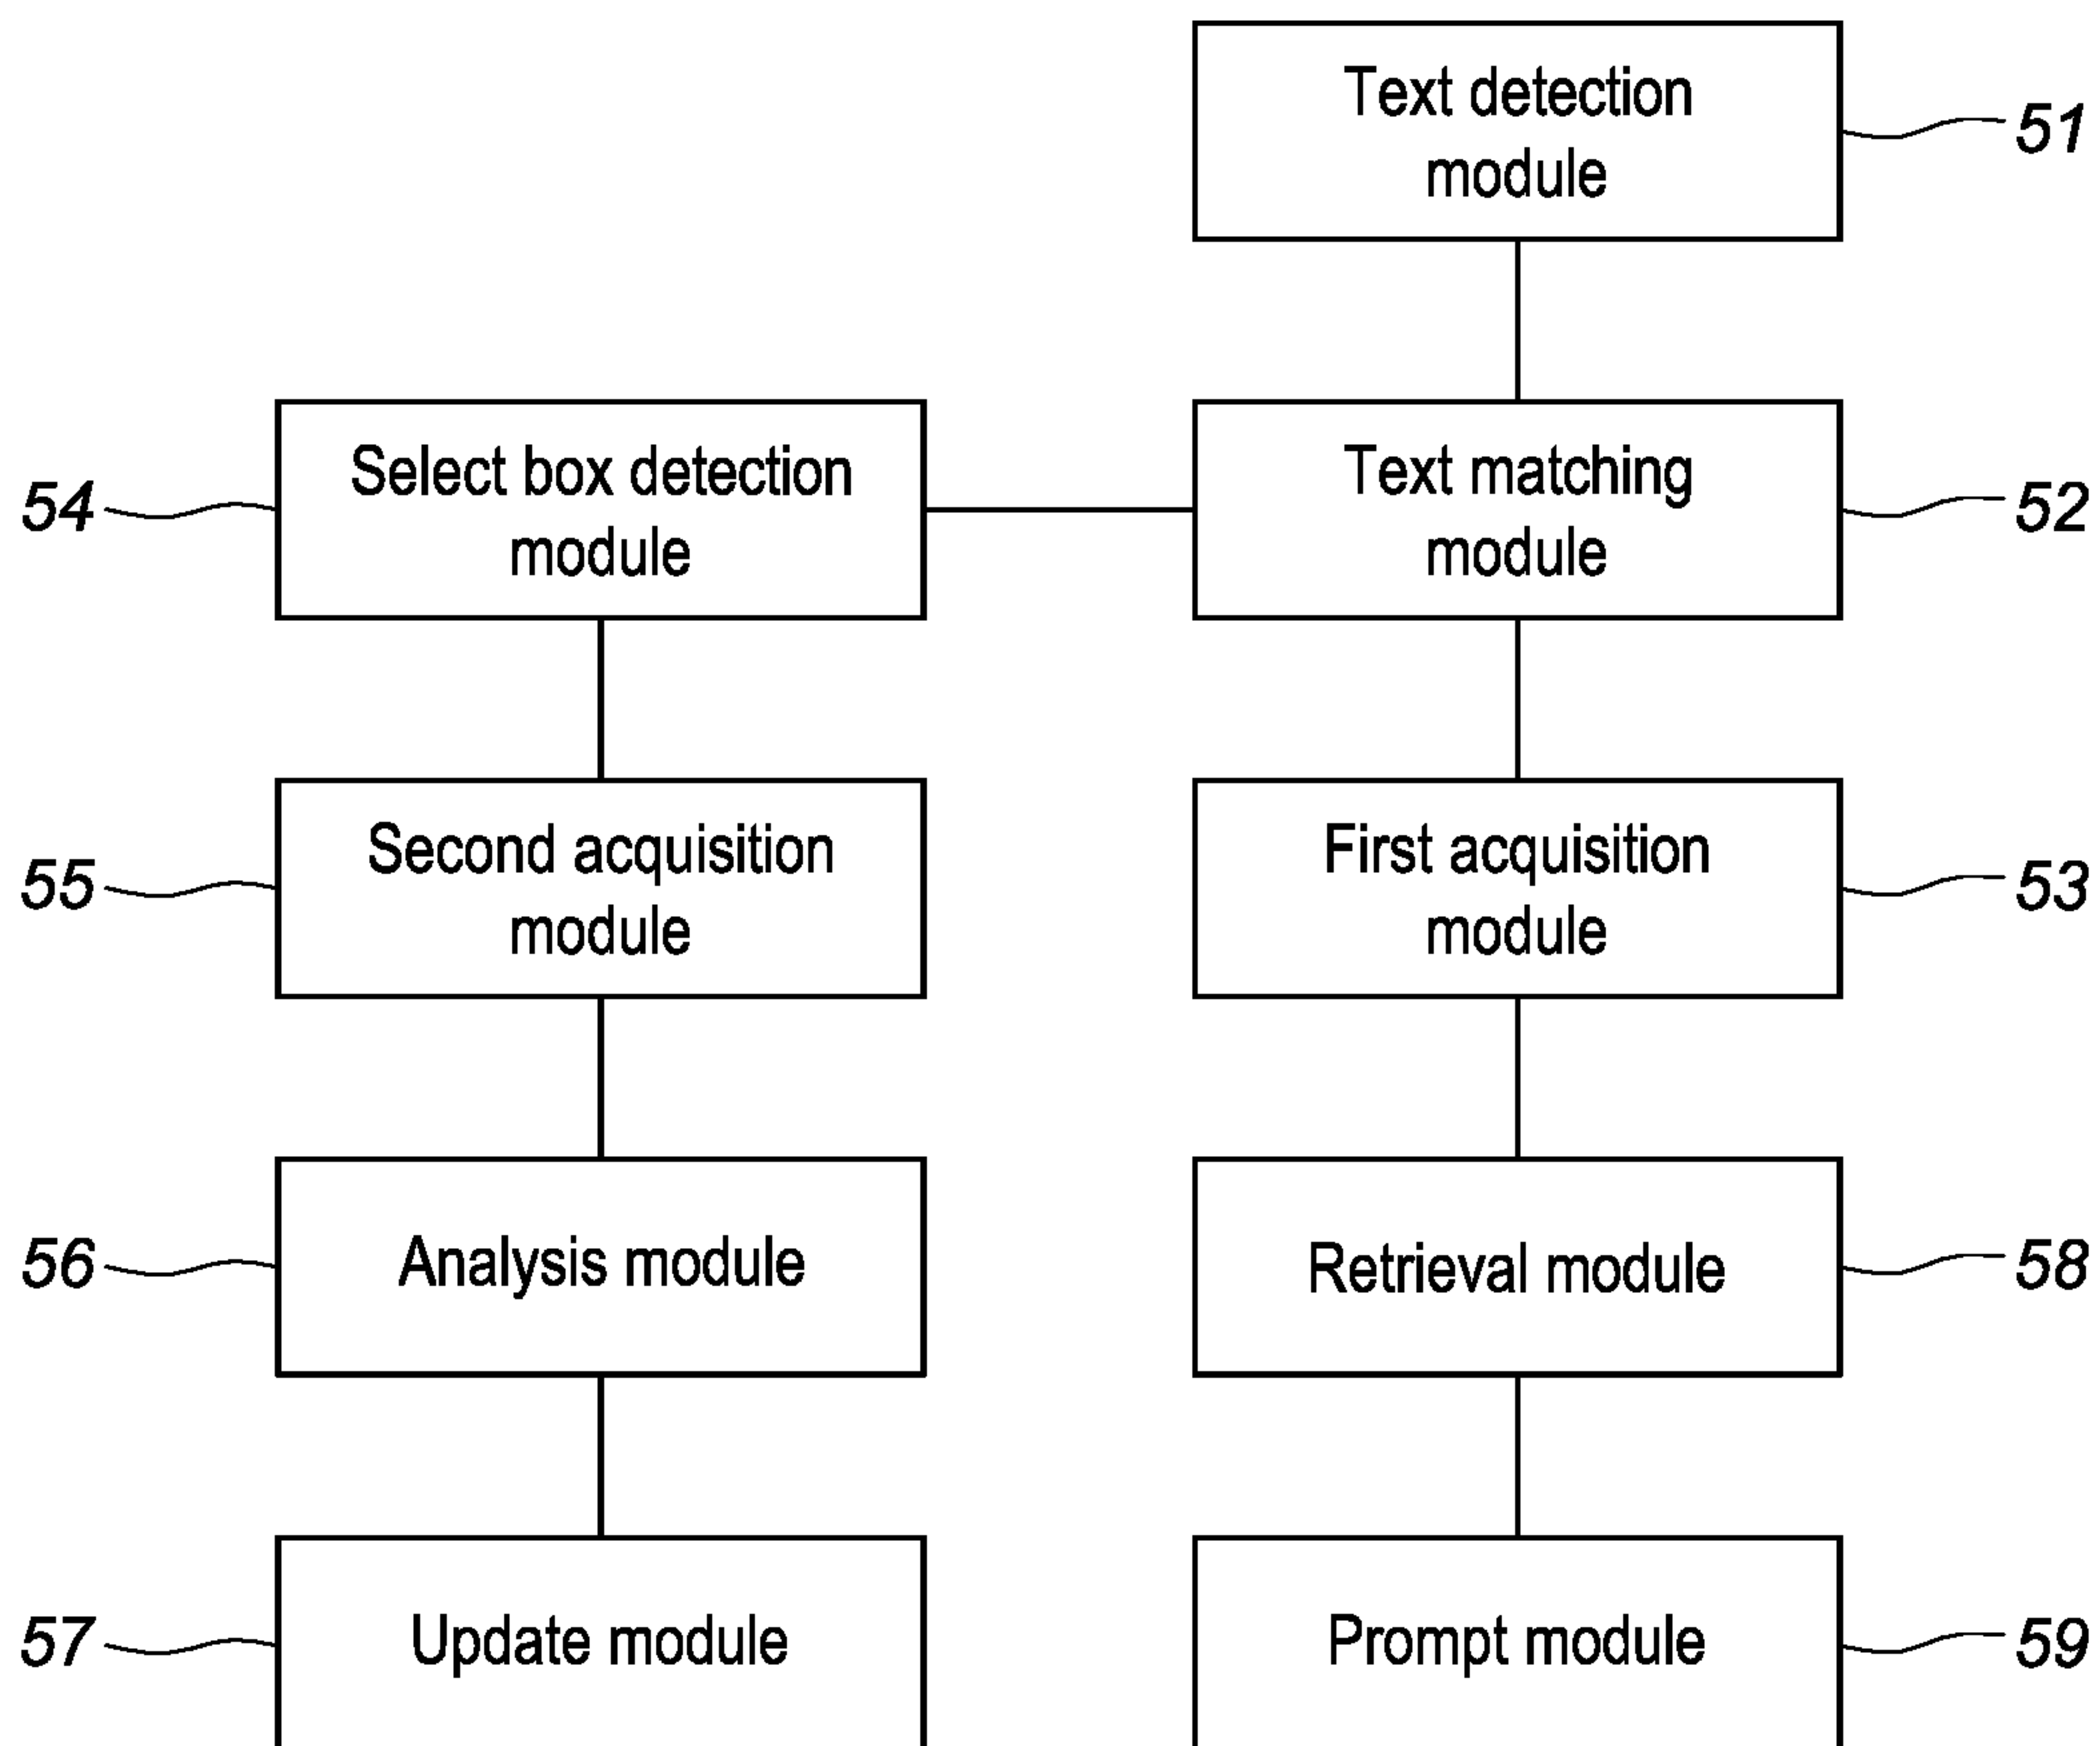 Text detection
module
51
54
Select box detection
module
Text matching
module
52
55
Second acquisition
module
First acquisition
module
53
56
Analysis module
Retrieval module
58
57
Update module
Prompt module
59